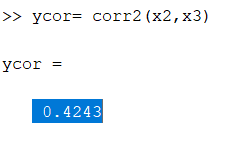 >> ycor= corr2(x2,x3)
ycor =
0.4243